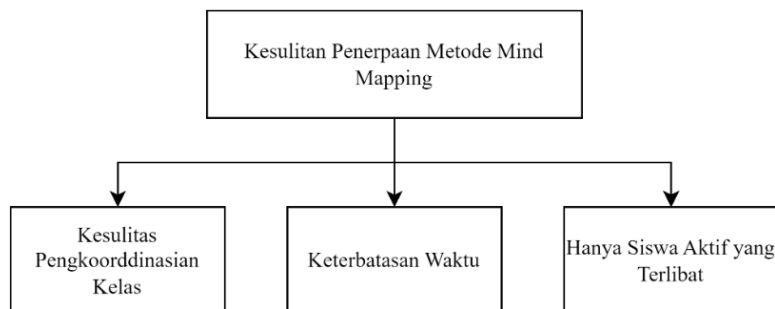 Kesulitan Penerpaan Metode Mind
Mapping
Kesulitas
Pengkoorddinasian
Kelas
Keterbatasan Waktu
Hanya Siswa Aktif yang
Terlibat